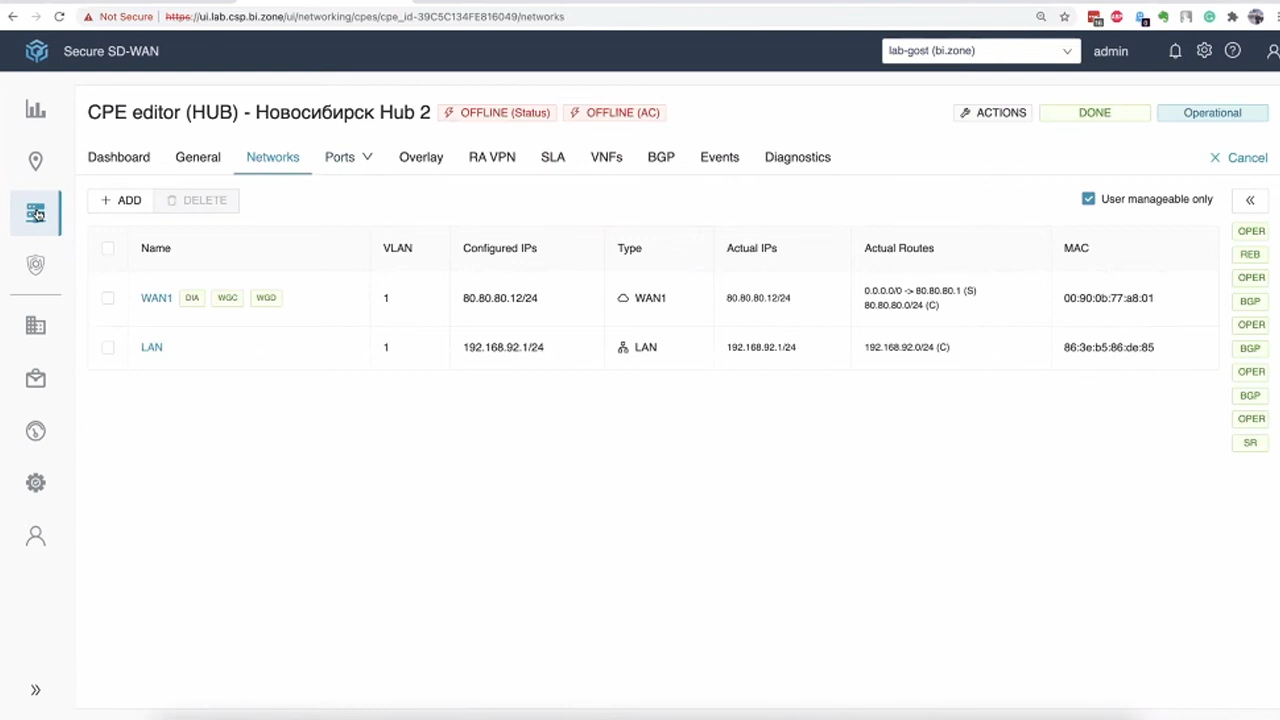 Not Secure | https://ui.lab.csp.bi.zone/ui/networking/cpes/cpe_id-39C5C134FE816049/networks
Secure SD-WAN
lab-gost (bi.zone)
admin
CPE editor (HUB) - Новосибирск Hub 2
OFFLINE (Status)
OFFLINE (AC)
ACTIONS
DONE
Operational
Dashboard General Networks Ports Overlay RA VPN SLA VNFs BGP Events Diagnostics
Cancel
ADD
DELETE
User manageable only
Name VLAN Configured IPs Type Actual IPs Actual Routes MAC
WAN1 DIA WGC WGD 1 80.80.80.12/24 WAN1 80.80.80.12/24 0.0.0.0/0 -> 80.80.80.1 (S)
80.80.80.0/24 (C)
00:90:0b:77:a8:01
LAN 1 192.168.92.1/24 LAN 192.168.92.1/24 192.168.92.0/24 (C) 86:3e:b5:86:de:85
OPER
REB
OPER
BGP
OPER
BGP
OPER
BGP
OPER
SR